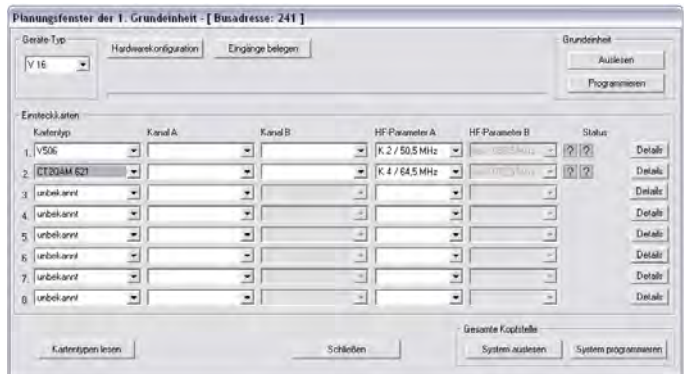 Planungsfenster der 1. Grundeinheit - [ Busadresse: 241 ]
Geräte-Typ
V 16
Hardwarekonfiguration
Eingänge belegen
Grundeinheit
Auslesen
Programmieren
Einsteckkarten
Kartentyp Kanal A Kanal B HF-Parameter A HF-Parameter B Status
1. V506 K 2 / 50,5 MHz ? ? Details
2. CT20AM 621 K 4 / 64,5 MHz ? ? Details
3. unbekannt Details
4. unbekannt Details
5. unbekannt Details
6. unbekannt Details
7. unbekannt Details
8. unbekannt Details
Kartentypen lesen
Schließen
Gesamte Kopfstelle
System auslesen
System programmieren